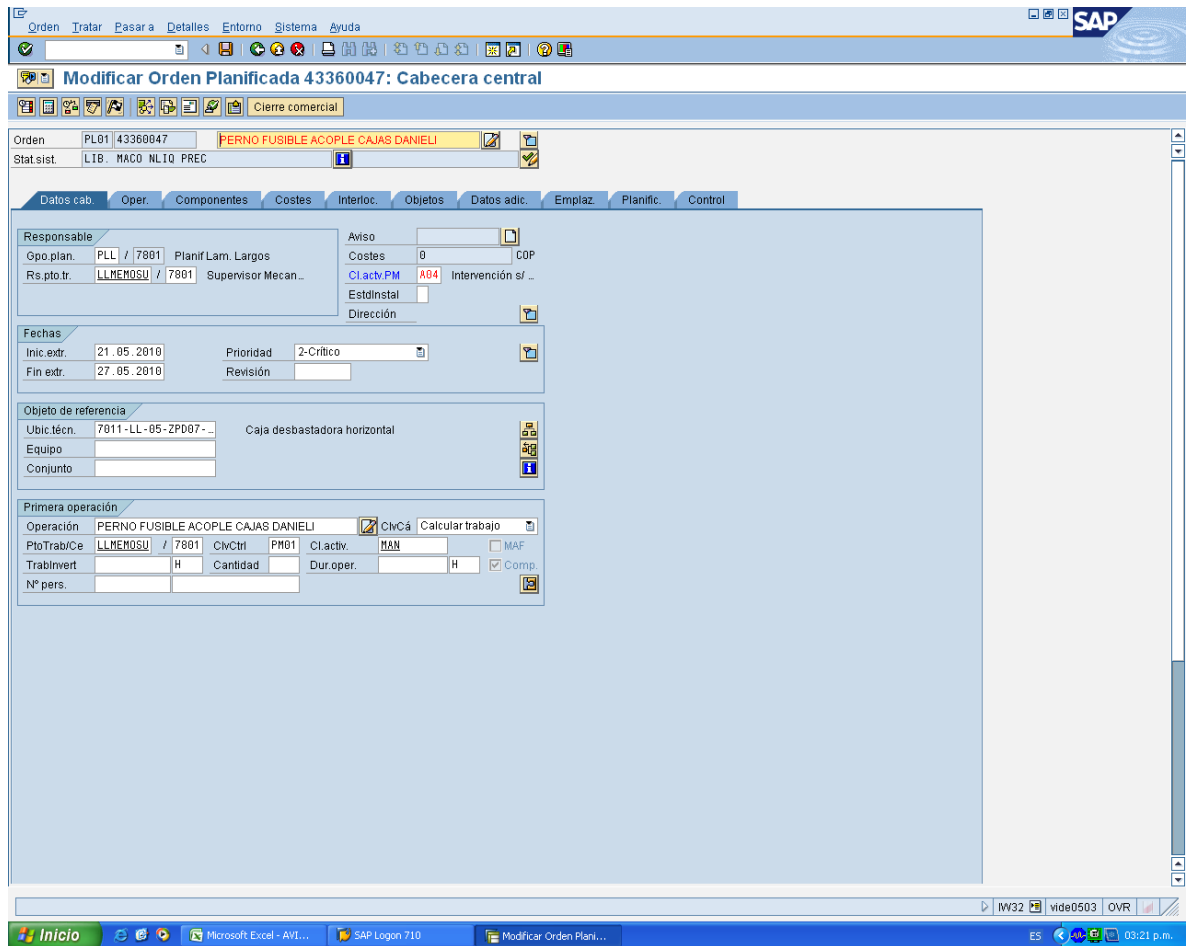 Orden Tratar Pasar a Detalles Entorno Sistema Ayuda
SAP
Modificar Orden Planificada 43360047: Cabecera central
Cierre comercial
Orden PL01 43360047 PERNO FUSIBLE ACOPLE CAJAS DANIELI
Stat.sist. LIB. MACO NLIQ PREC
Datos cab. Oper. Componentes Costes Interloc. Objetos Datos adic. Emplaz. Planific. Control
Responsable
Gpo.plan. PLL / 7801 Planif Lam. Largos
Rs.pto.tr. LLMEMOSU / 7801 Supervisor Mecan...
Aviso
Costes 0 COP
Cl.actv.PM A04 Intervención s/ ...
EstdInstal
Dirección
Fechas
Inic.extr. 21.05.2010 Prioridad 2-Crítico
Fin extr. 27.05.2010 Revisión
Objeto de referencia
Ubic.técn. 7011-LL-05-ZPD07-... Caja desbastadora horizontal
Equipo
Conjunto
Primera operación
Operación PERNO FUSIBLE ACOPLE CAJAS DANIELI ClvCá Calcular trabajo
PtoTrab/Ce LLMEMOSU / 7801 ClvCtrl PM01 Cl.activ. MAN MAF
TrabInvert H Cantidad Dur.oper. H Comp.
Nº pers.
IW32 vide0503 OVR
Inicio Microsoft Excel - AVI... SAP Logon 710 Modificar Orden Plani... ES 03:21 p.m.